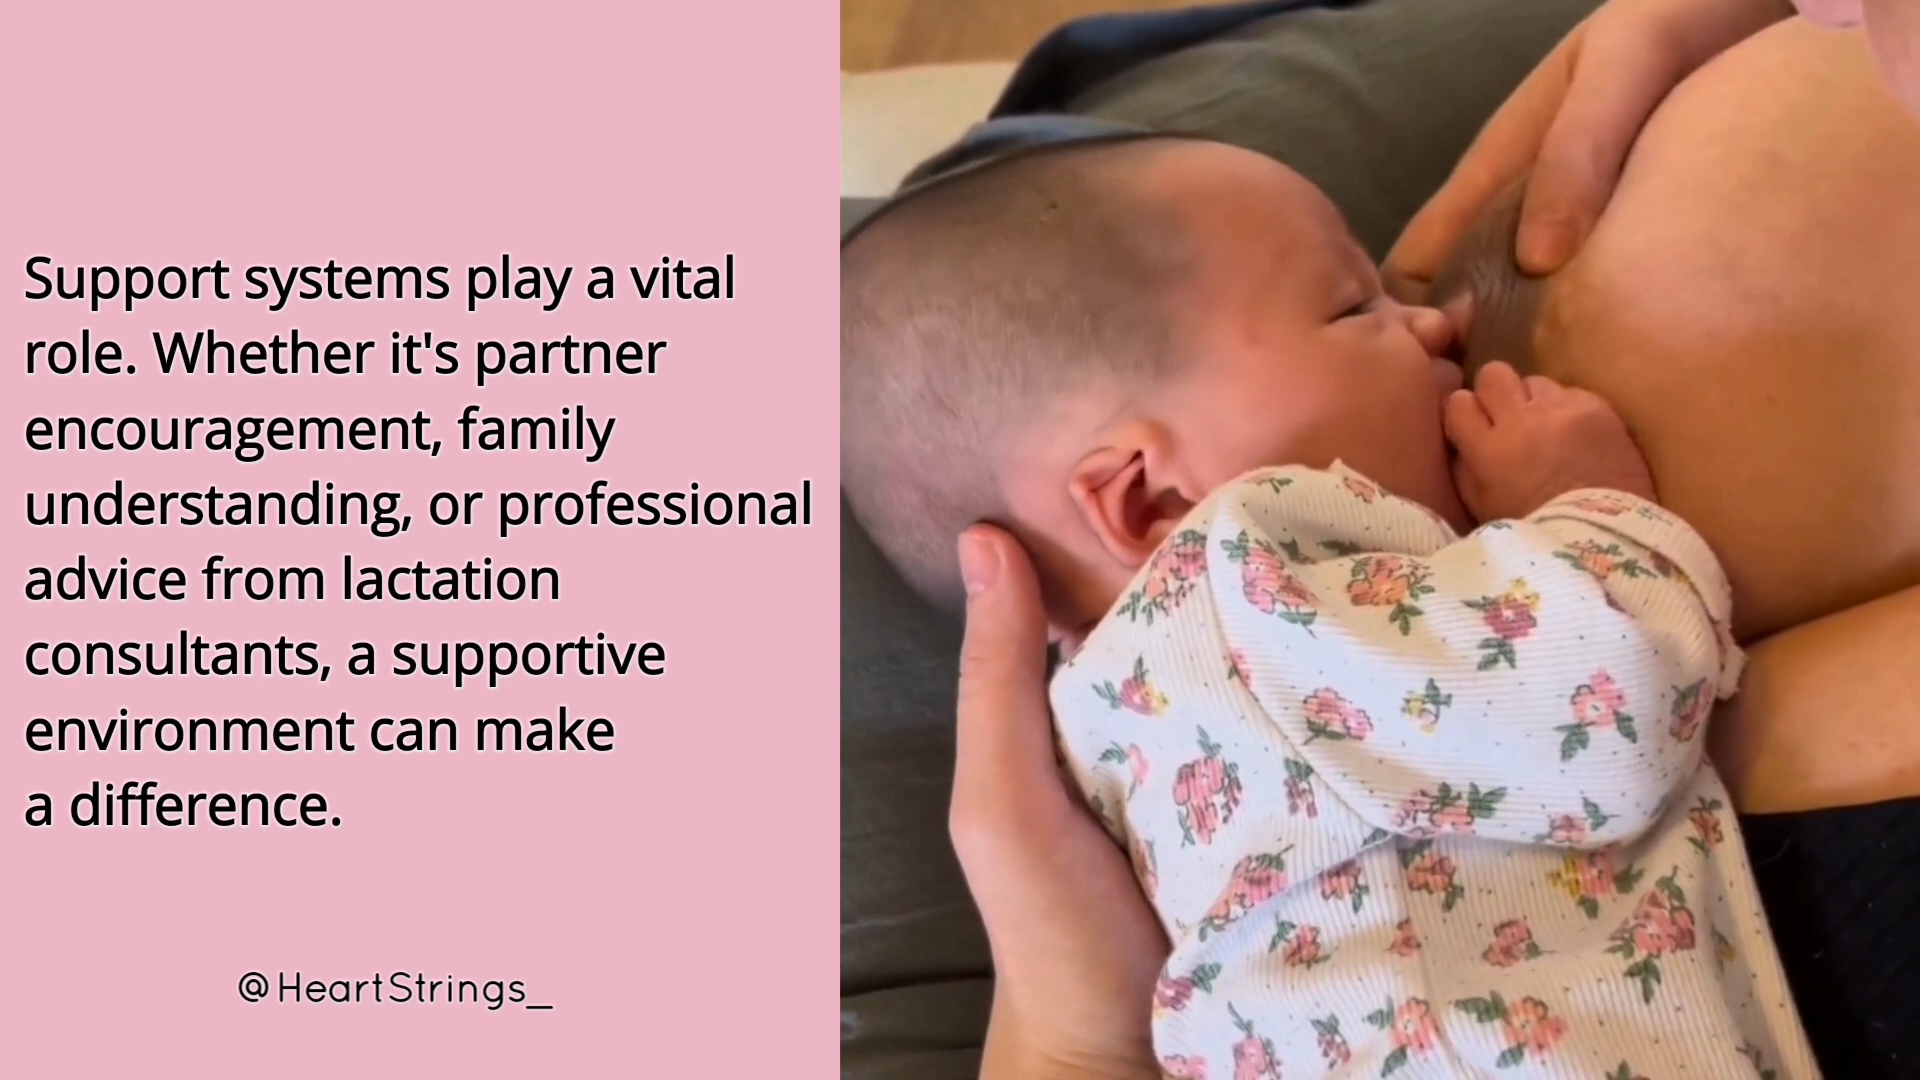 Support systems play a vital
role. Whether it's partner
encouragement, family
understanding, or professional
advice from lactation
consultants, a supportive
environment can make
a difference.
@HeartStrings_